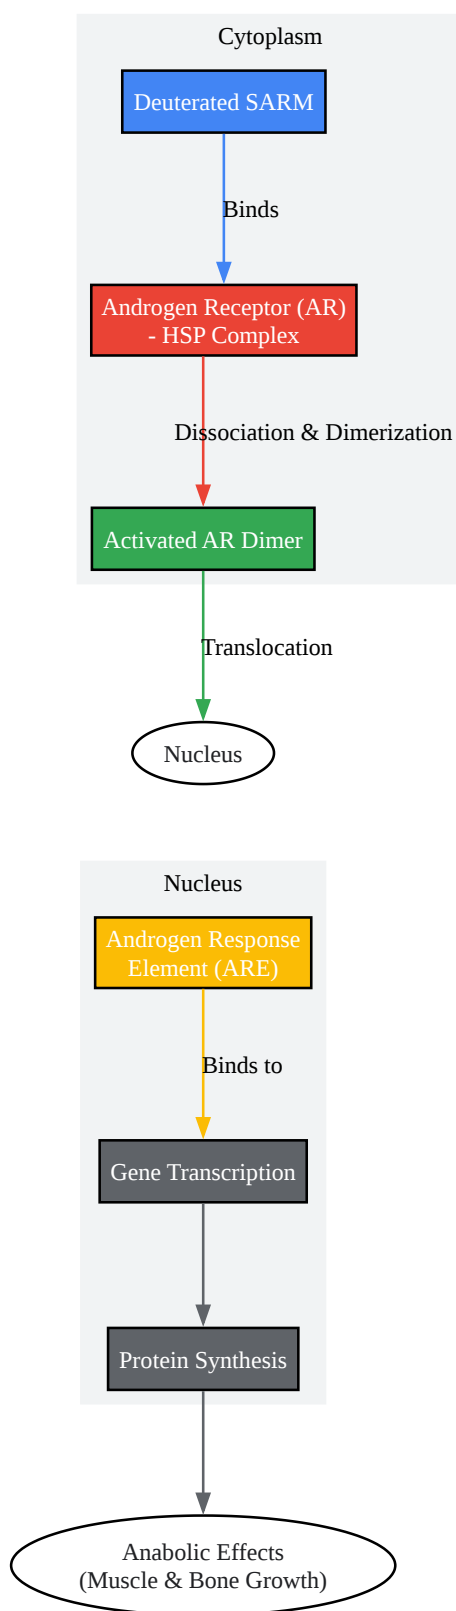 Cytoplasm
Deuterated SARM
Binds
Androgen Receptor (AR)
- HSP Complex
Dissociation & Dimerization
Activated AR Dimer
Translocation
Nucleus
Nucleus
Androgen Response
Element (ARE)
Binds to
Gene Transcription
Protein Synthesis
Anabolic Effects
(Muscle & Bone Growth)